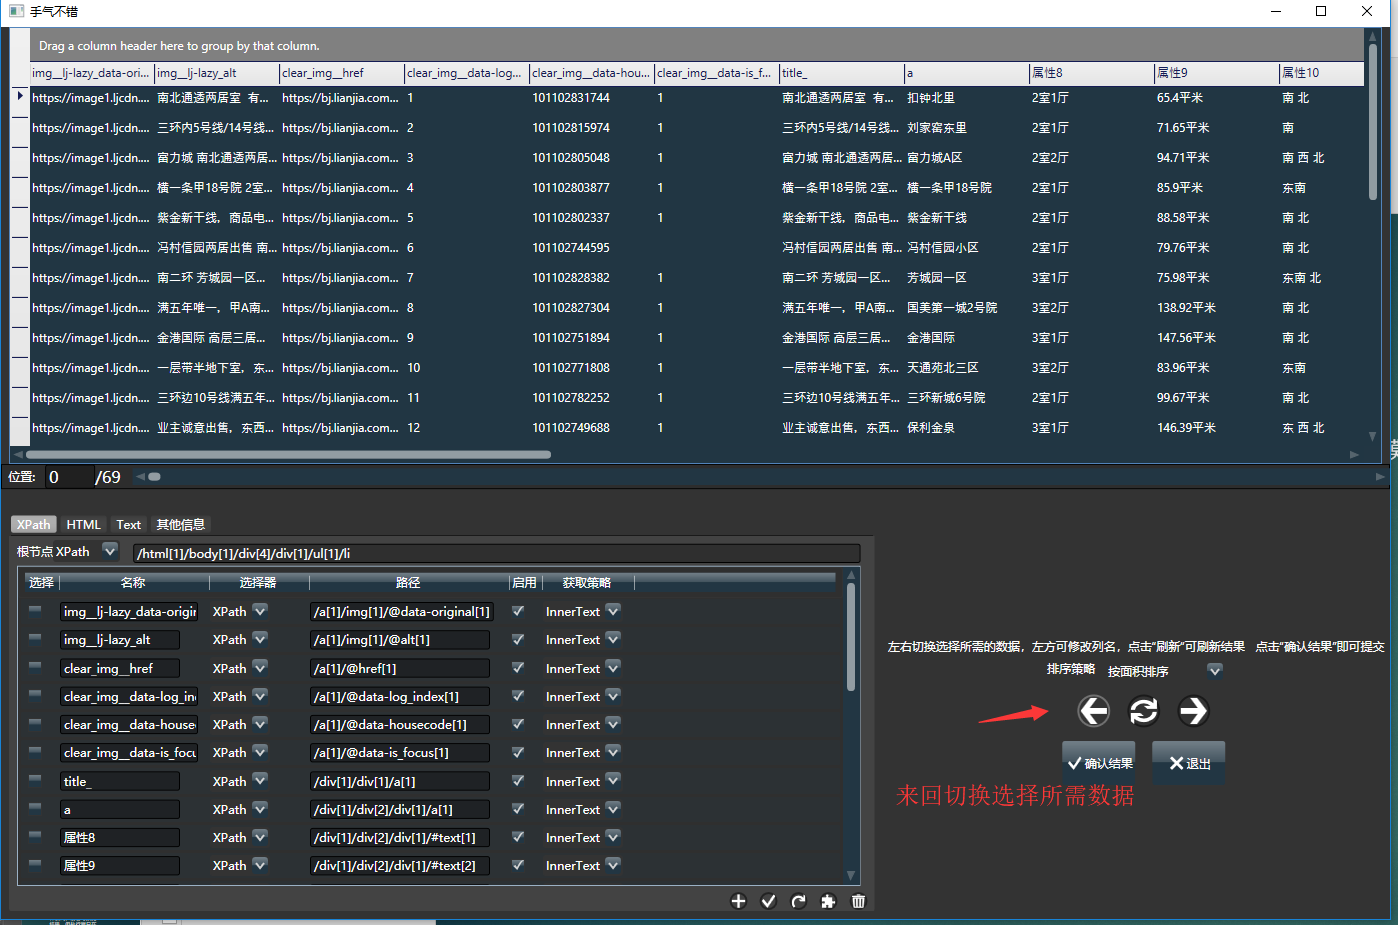 手气不错
Drag a column header here to group by that column.
img__lj-lazy_data-ori... img__lj-lazy_alt clear_img__href clear_img__data-log... clear_img__data-hou... clear_img__data-is_f... title_ a 属性8 属性9 属性10
https://image1.ljcdn.... 南北通透两居室 有... https://bj.lianjia.com... 1 101102831744 1 南北通透两居室 有... 扣钟北里 2室1厅 65.4平米 南 北
https://image1.ljcdn.... 三环内5号线/14号线... https://bj.lianjia.com... 2 101102815974 1 三环内5号线/14号线... 刘家窑东里 2室1厅 71.65平米 南
https://image1.ljcdn.... 富力城 南北通透两居... https://bj.lianjia.com... 3 101102805048 1 富力城 南北通透两居... 富力城A区 2室2厅 94.71平米 南 西 北
https://image1.ljcdn.... 横一条甲18号院 2室... https://bj.lianjia.com... 4 101102803877 1 横一条甲18号院 2室... 横一条甲18号院 2室1厅 85.9平米 东南
https://image1.ljcdn.... 紫金新干线，商品电... https://bj.lianjia.com... 5 101102802337 1 紫金新干线，商品电... 紫金新干线 2室1厅 88.58平米 南 北
https://image1.ljcdn.... 冯村信园两居出售 南... https://bj.lianjia.com... 6 101102744595 冯村信园两居出售 南... 冯村信园小区 2室1厅 79.76平米 南 北
https://image1.ljcdn.... 南二环 芳城园一区... https://bj.lianjia.com... 7 101102828382 1 南二环 芳城园一区... 芳城园一区 3室1厅 75.98平米 东南 北
https://image1.ljcdn.... 满五年唯一，甲A南... https://bj.lianjia.com... 8 101102827304 1 满五年唯一，甲A南... 国美第一城2号院 3室2厅 138.92平米 南 北
https://image1.ljcdn.... 金港国际 高层三居... https://bj.lianjia.com... 9 101102751894 1 金港国际 高层三居... 金港国际 3室1厅 147.56平米 南 北
https://image1.ljcdn.... 一层带半地下室，东... https://bj.lianjia.com... 10 101102771808 1 一层带半地下室，东... 天通苑北三区 3室2厅 83.96平米 东南
https://image1.ljcdn.... 三环边10号线满五年... https://bj.lianjia.com... 11 101102782252 1 三环边10号线满五年... 三环新城6号院 2室1厅 99.67平米 南 北
https://image1.ljcdn.... 业主诚意出售，东西... https://bj.lianjia.com... 12 101102749688 1 业主诚意出售，东西... 保利金泉 3室1厅 146.39平米 东 西 北
位置: 0 /69
XPath HTML Text 其他信息
根节点 XPath /html[1]/body[1]/div[4]/div[1]/ul[1]/li
选择 名称 选择器 路径 启用 获取策略
img__lj-lazy_data-origin XPath /a[1]/img[1]/@data-original[1] InnerText
img__lj-lazy_alt XPath /a[1]/img[1]/@alt[1] InnerText
clear_img__href XPath /a[1]/@href[1] InnerText
clear_img__data-log_in XPath /a[1]/@data-log_index[1] InnerText
clear_img__data-house XPath /a[1]/@data-housecode[1] InnerText
clear_img__data-is_focu XPath /a[1]/@data-is_focus[1] InnerText
title_ XPath /div[1]/div[1]/a[1] InnerText
a XPath /div[1]/div[2]/div[1]/a[1] InnerText
属性8 XPath /div[1]/div[2]/div[1]/#text[1] InnerText
属性9 XPath /div[1]/div[2]/div[1]/#text[2] InnerText
左右切换选择所需的数据，左方可修改列名，点击“刷新”可刷新结果 点击“确认结果”即可提交
排序策略 按面积排序
确认结果 退出
来回切换选择所需数据